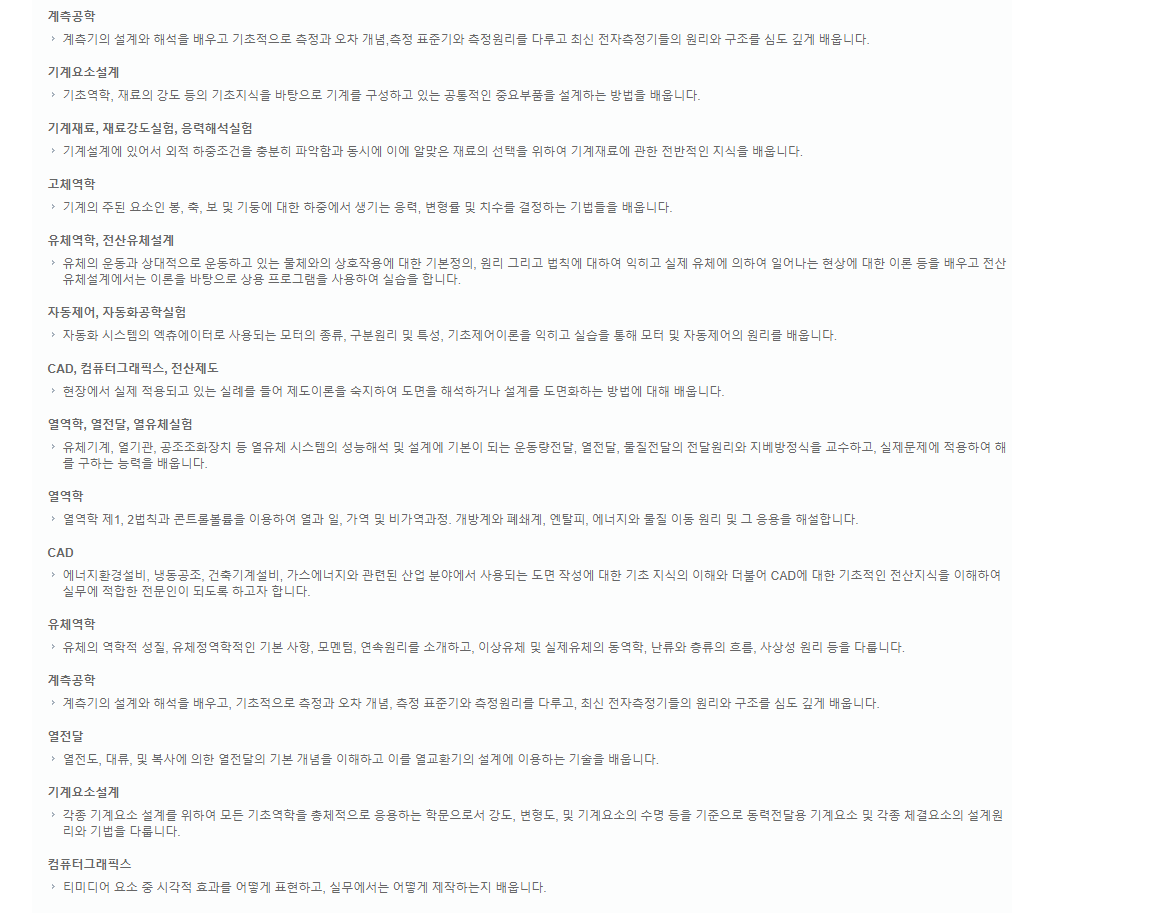 계측공학
› 계측기의 설계와 해석을 배우고 기초적으로 측정과 오차 개념,측정 표준기와 측정원리를 다루고 최신 전자측정기들의 원리와 구조를 심도 깊게 배웁니다.
기계요소설계
› 기초역학, 재료의 강도 등의 기초지식을 바탕으로 기계를 구성하고 있는 공통적인 중요부품을 설계하는 방법을 배웁니다.
기계재료, 재료강도실험, 응력해석실험
› 기계설계에 있어서 외적 하중조건을 충분히 파악함과 동시에 이에 알맞은 재료의 선택을 위하여 기계재료에 관한 전반적인 지식을 배웁니다.
고체역학
› 기계의 주된 요소인 봉, 축, 보 및 기둥에 대한 하중에서 생기는 응력, 변형률 및 치수를 결정하는 기법들을 배웁니다.
유체역학, 전산유체설계
› 유체의 운동과 상대적으로 운동하고 있는 물체와의 상호작용에 대한 기본정의, 원리 그리고 법칙에 대하여 익히고 실제 유체에 의하여 일어나는 현상에 대한 이론 등을 배우고 전산
유체설계에서는 이론을 바탕으로 상용 프로그램을 사용하여 실습을 합니다.
자동제어, 자동화공학실험
› 자동화 시스템의 엑츄에이터로 사용되는 모터의 종류, 구분원리 및 특성, 기초제어이론을 익히고 실습을 통해 모터 및 자동제어의 원리를 배웁니다.
CAD, 컴퓨터그래픽스, 전산제도
› 현장에서 실제 적용되고 있는 실례를 들어 제도이론을 숙지하여 도면을 해석하거나 설계를 도면화하는 방법에 대해 배웁니다.
열역학, 열전달, 열유체실험
› 유체기계, 열기관, 공조조화장치 등 열유체 시스템의 성능해석 및 설계에 기본이 되는 운동량전달, 열전달, 물질전달의 전달원리와 지베방정식을 교수하고, 실제문제에 적용하여 해
를 구하는 능력을 배웁니다.
열역학
› 열역학 제1, 2법칙과 콘트롤볼륨을 이용하여 열과 일, 가역 및 비가역과정. 개방계와 폐쇄계, 엔탈피, 에너지와 물질 이동 원리 및 그 응용을 해설합니다.
CAD
› 에너지환경설비, 냉동공조, 건축기계설비, 가스에너지와 관련된 산업 분야에서 사용되는 도면 작성에 대한 기초 지식의 이해와 더불어 CAD에 대한 기초적인 전산지식을 이해하여
실무에 적합한 전문인이 되도록 하고자 합니다.
유체역학
› 유체의 역학적 성질, 유체정역학적인 기본 사항, 모멘텀, 연속원리를 소개하고, 이상유체 및 실제유체의 동역학, 난류와 층류의 흐름, 사상성 원리 등을 다룹니다.
계측공학
› 계측기의 설계와 해석을 배우고, 기초적으로 측정과 오차 개념, 측정 표준기와 측정원리를 다루고, 최신 전자측정기들의 원리와 구조를 심도 깊게 배웁니다.
열전달
› 열전도, 대류, 및 복사에 의한 열전달의 기본 개념을 이해하고 이를 열교환기의 설계에 이용하는 기술을 배웁니다.
기계요소설계
› 각종 기계요소 설계를 위하여 모든 기초역학을 총체적으로 응용하는 학문으로서 강도, 변형도, 및 기계요소의 수명 등을 기준으로 동력전달용 기계요소 및 각종 체결요소의 설계원
리와 기법을 다룹니다.
컴퓨터그래픽스
› 티미디어 요소 중 시각적 효과를 어떻게 표현하고, 실무에서는 어떻게 제작하는지 배웁니다.